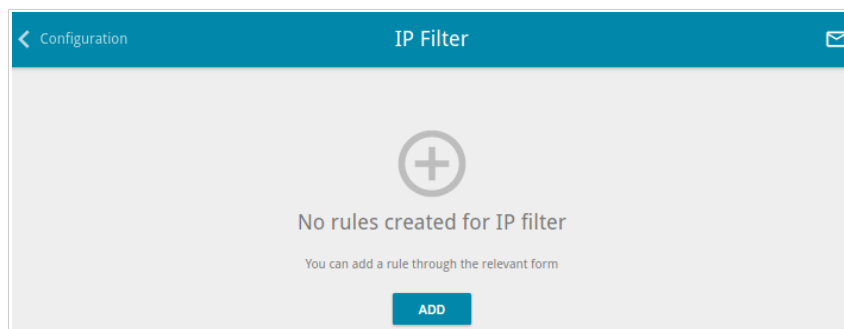 Configuration
IP Filter
No rules created for IP filter
You can add a rule through the relevant form
ADD